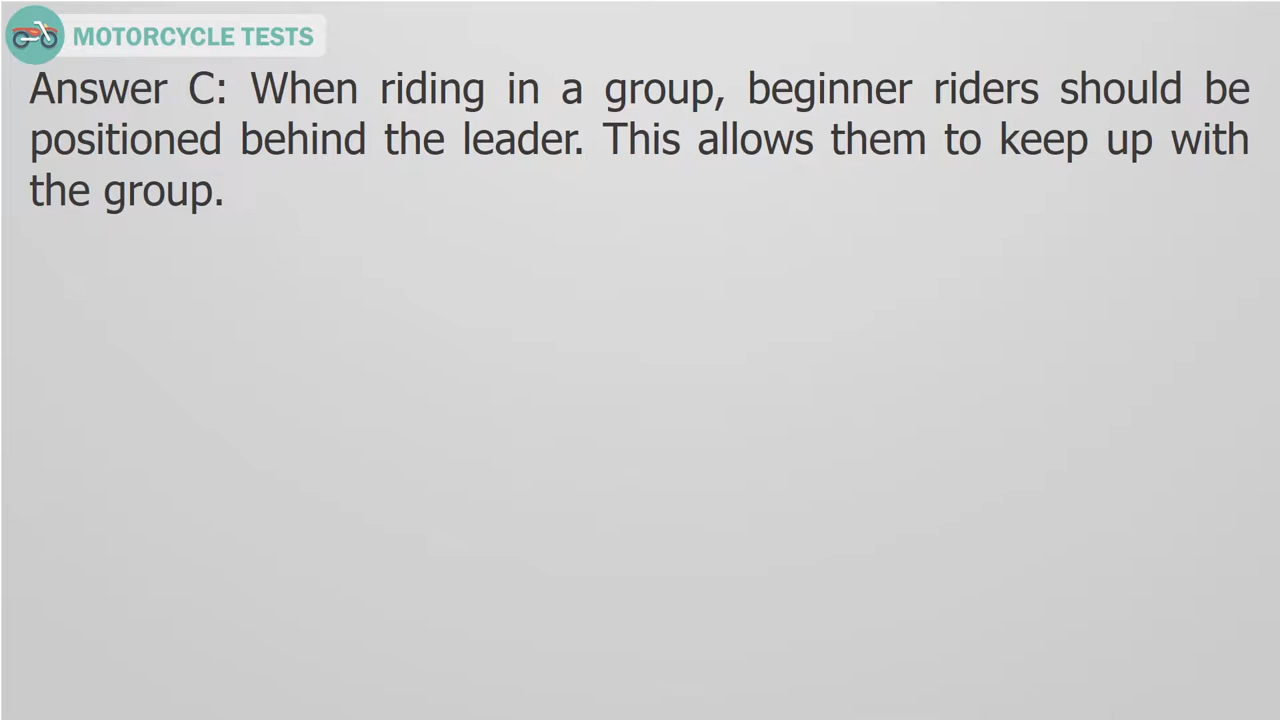 MOTORCYCLE TESTS
Answer C: When riding in a group, beginner riders should be
positioned behind the leader. This allows them to keep up with
the group.